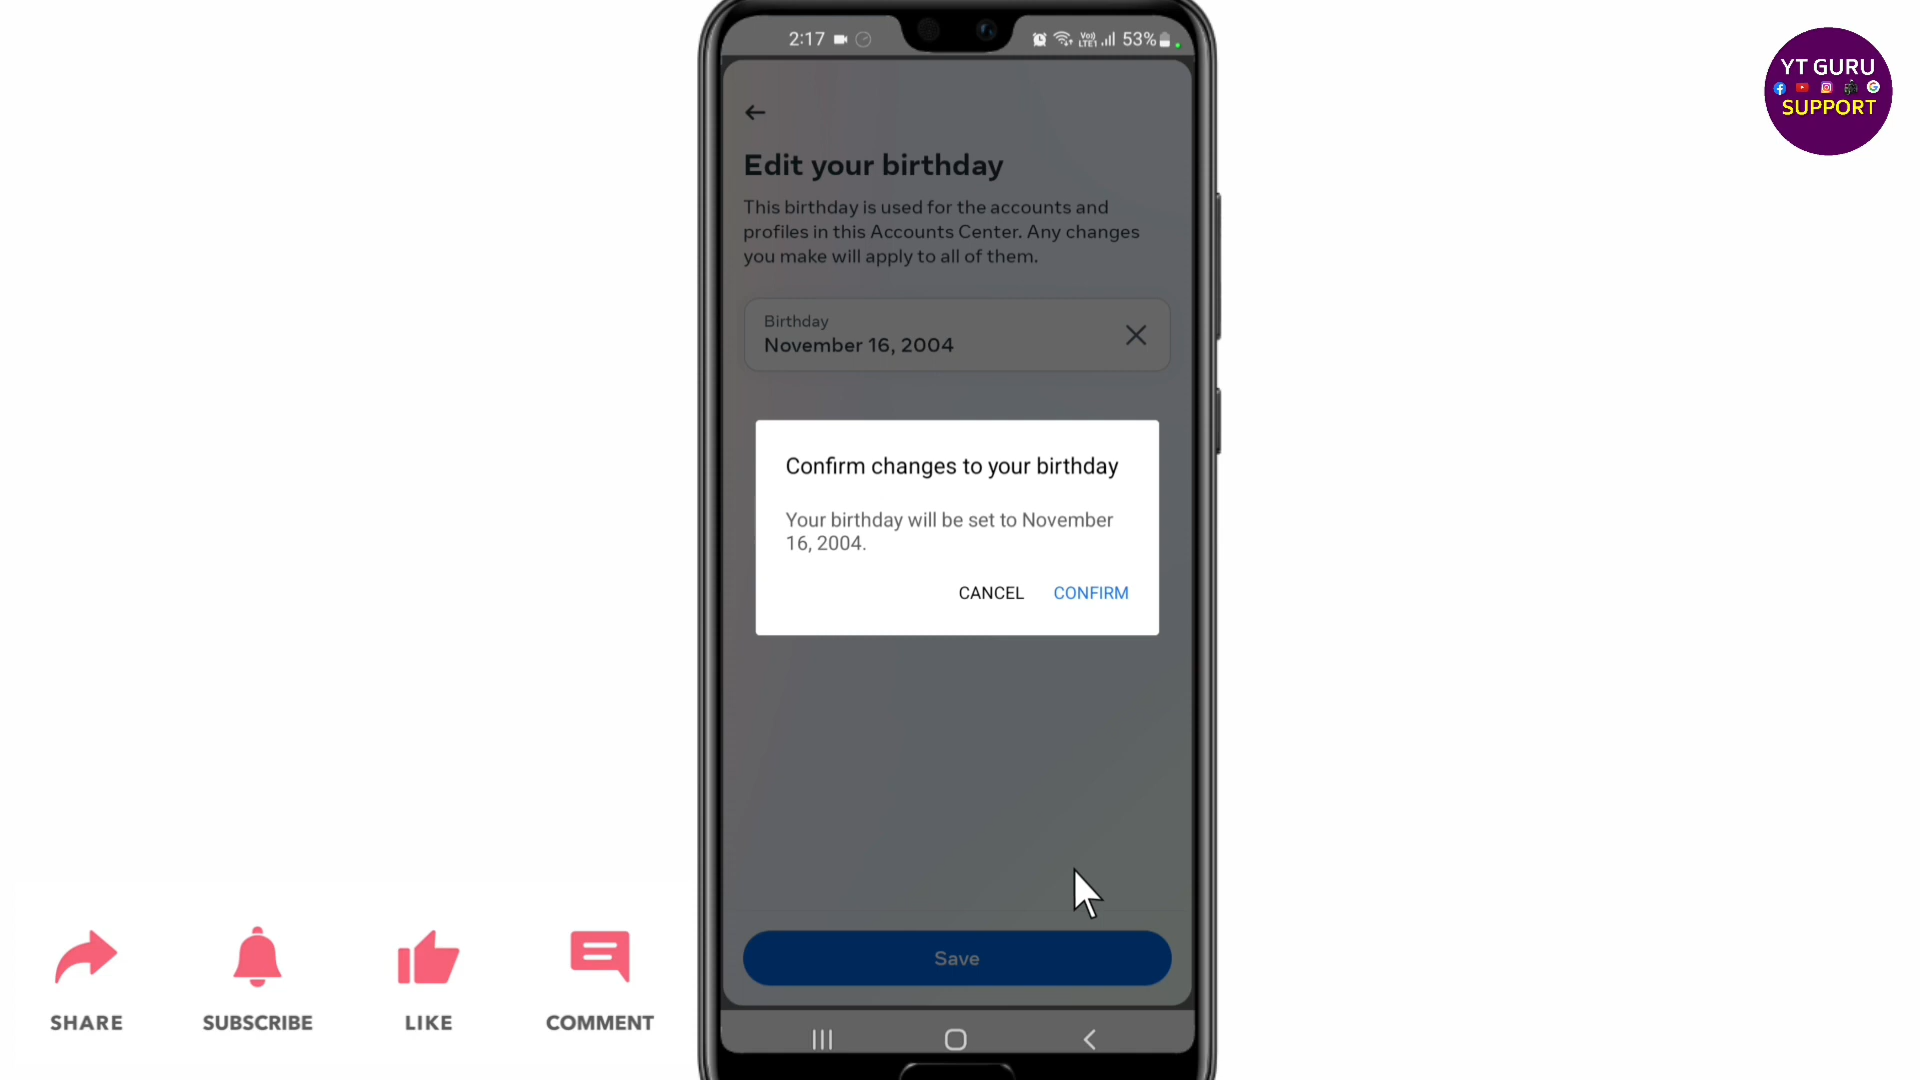 2:17
Vo)
LTE1
53%
YT GURU
SUPPORT
Edit your birthday
This birthday is used for the accounts and
profiles in this Accounts Center. Any changes
you make will apply to all of them.
Birthday
November 16, 2004
Confirm changes to your birthday
Your birthday will be set to November
16, 2004.
CANCEL CONFIRM
Save
SHARE SUBSCRIBE LIKE COMMENT